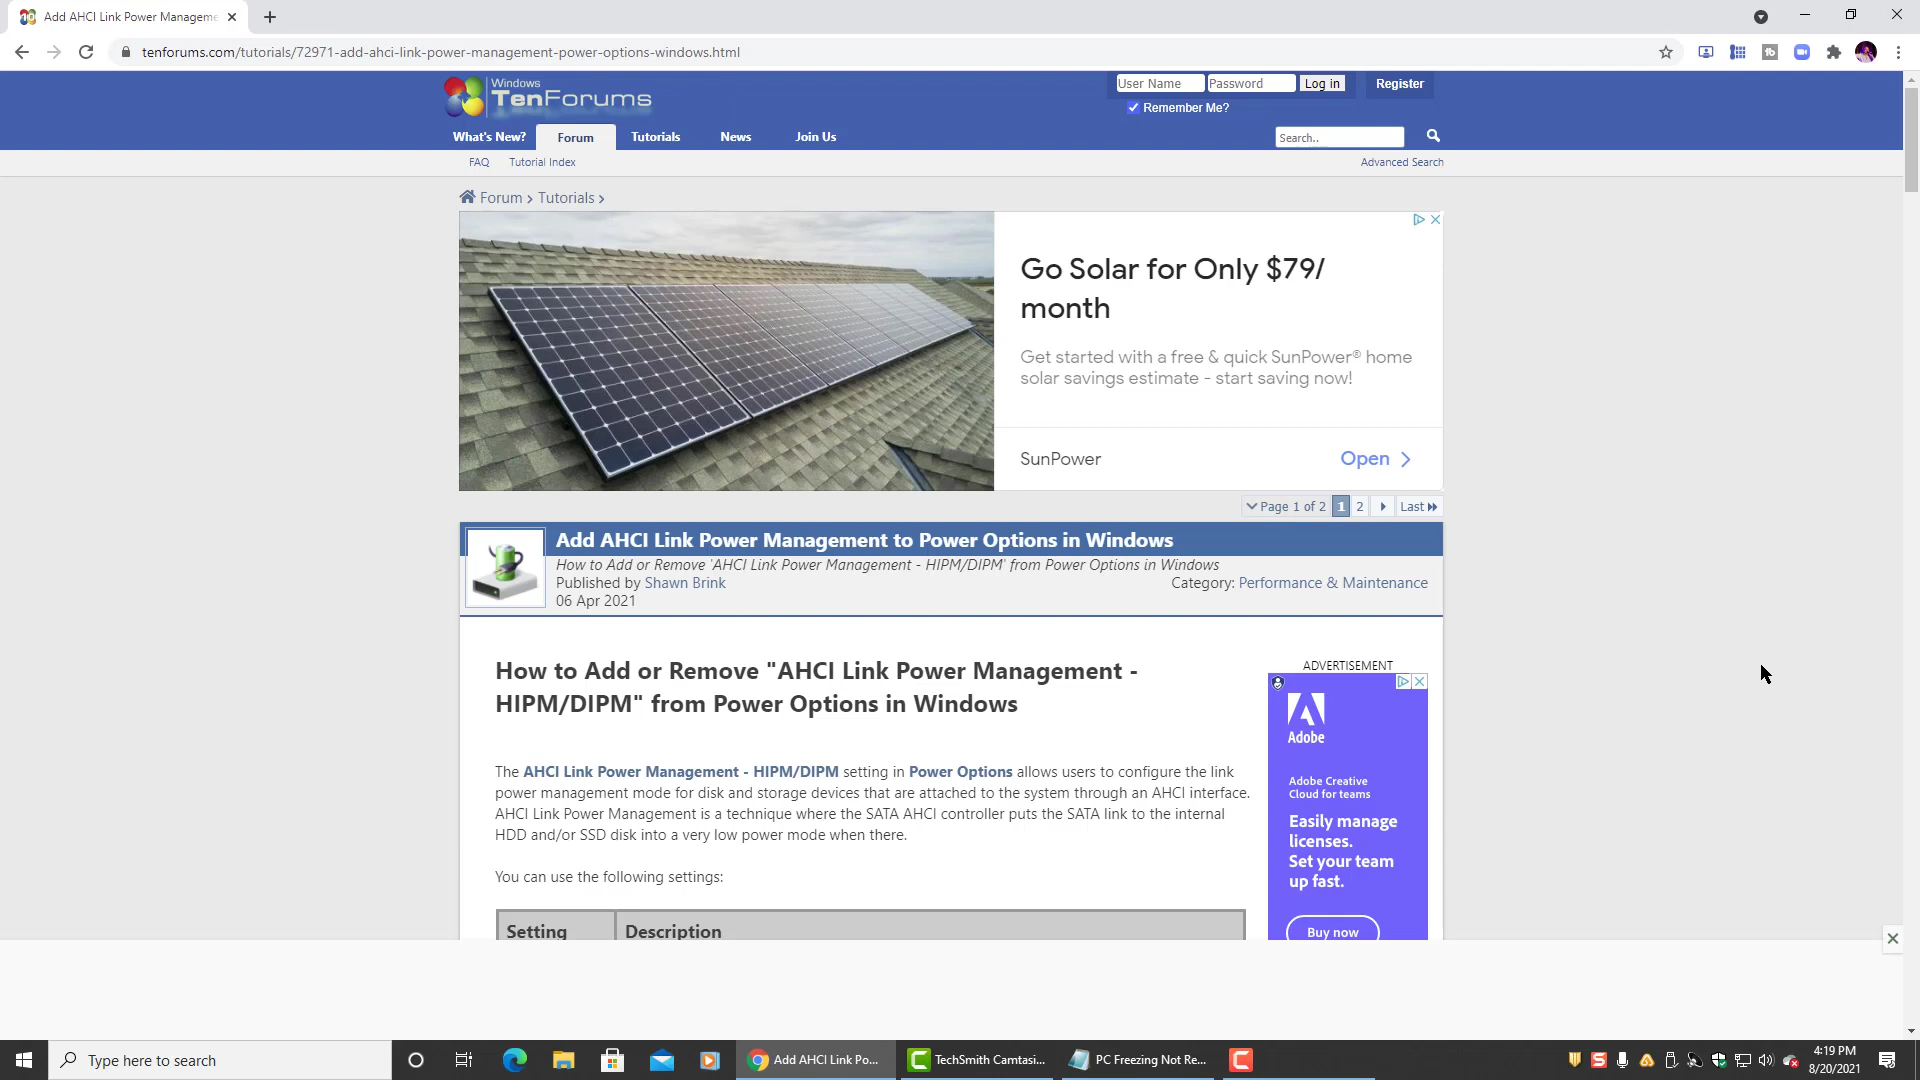 Add AHCI Link Power Manageme
tenforums.com/tutorials/72971-add-ahci-link-power-management-power-options-windows.html
Windows
TenForums
User Name
Password
Log in
Register
Remember Me?
What's New?
Forum
Tutorials
News
Join Us
Search..
FAQ
Tutorial Index
Advanced Search
Forum > Tutorials >
Go Solar for Only $79/
month
Get started with a free & quick SunPower® home
solar savings estimate - start saving now!
SunPower
Open
Page 1 of 2
1
2
Last
Add AHCI Link Power Management to Power Options in Windows
How to Add or Remove 'AHCI Link Power Management - HIPM/DIPM' from Power Options in Windows
Published by Shawn Brink
Category: Performance & Maintenance
06 Apr 2021
How to Add or Remove "AHCI Link Power Management -
HIPM/DIPM" from Power Options in Windows
The AHCI Link Power Management - HIPM/DIPM setting in Power Options allows users to configure the link
power management mode for disk and storage devices that are attached to the system through an AHCI interface.
AHCI Link Power Management is a technique where the SATA AHCI controller puts the SATA link to the internal
HDD and/or SSD disk into a very low power mode when there.
You can use the following settings:
Setting
Description
ADVERTISEMENT
Adobe
Adobe Creative
Cloud for teams
Easily manage
licenses.
Set your team
up fast.
Buy now
Type here to search
Add AHCI Link Po...
TechSmith Camtasi...
PC Freezing Not Re...
4:19 PM
8/20/2021